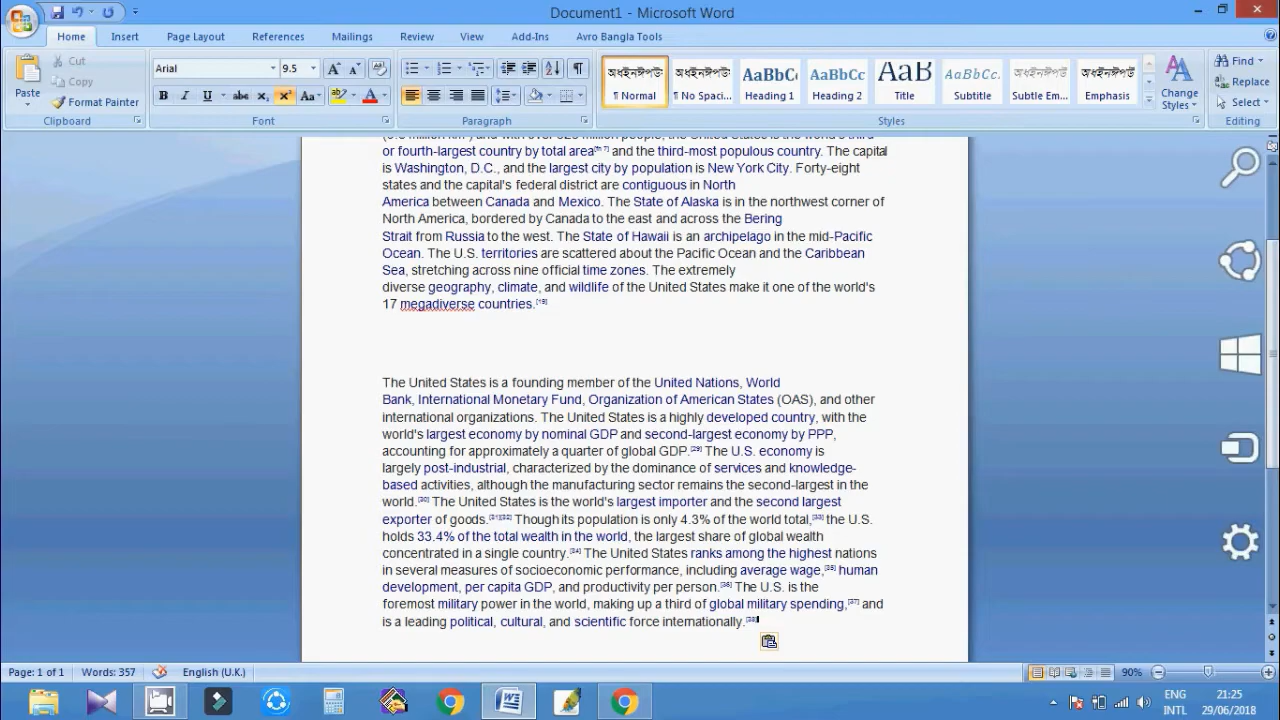 Document1 - Microsoft Word
Home Insert Page Layout References Mailings Review View Add-Ins Avro Bangla Tools
Paste Cut Copy Format Painter Clipboard
Arial 9.5 Font
Paragraph
AaBbC AaBbCc AaB AaBbCc.
¶ Normal ¶ No Spaci... Heading 1 Heading 2 Title Subtitle Subtle Em... Emphasis
Change Styles Styles
Find Replace Select Editing
or fourth-largest country by total area[fn 7] and the third-most populous country. The capital
is Washington, D.C., and the largest city by population is New York City. Forty-eight
states and the capital's federal district are contiguous in North
America between Canada and Mexico. The State of Alaska is in the northwest corner of
North America, bordered by Canada to the east and across the Bering
Strait from Russia to the west. The State of Hawaii is an archipelago in the mid-Pacific
Ocean. The U.S. territories are scattered about the Pacific Ocean and the Caribbean
Sea, stretching across nine official time zones. The extremely
diverse geography, climate, and wildlife of the United States make it one of the world's
17 megadiverse countries.[19]
The United States is a founding member of the United Nations, World
Bank, International Monetary Fund, Organization of American States (OAS), and other
international organizations. The United States is a highly developed country, with the
world's largest economy by nominal GDP and second-largest economy by PPP,
accounting for approximately a quarter of global GDP.[29] The U.S. economy is
largely post-industrial, characterized by the dominance of services and knowledge-
based activities, although the manufacturing sector remains the second-largest in the
world.[30] The United States is the world's largest importer and the second largest
exporter of goods.[31][32] Though its population is only 4.3% of the world total,[33] the U.S.
holds 33.4% of the total wealth in the world, the largest share of global wealth
concentrated in a single country.[34] The United States ranks among the highest nations
in several measures of socioeconomic performance, including average wage,[35] human
development, per capita GDP, and productivity per person.[36] The U.S. is the
foremost military power in the world, making up a third of global military spending,[37] and
is a leading political, cultural, and scientific force internationally.[38]
Page: 1 of 1 Words: 357 English (U.K.) 90%
ENG 21:25
INTL 29/06/2018